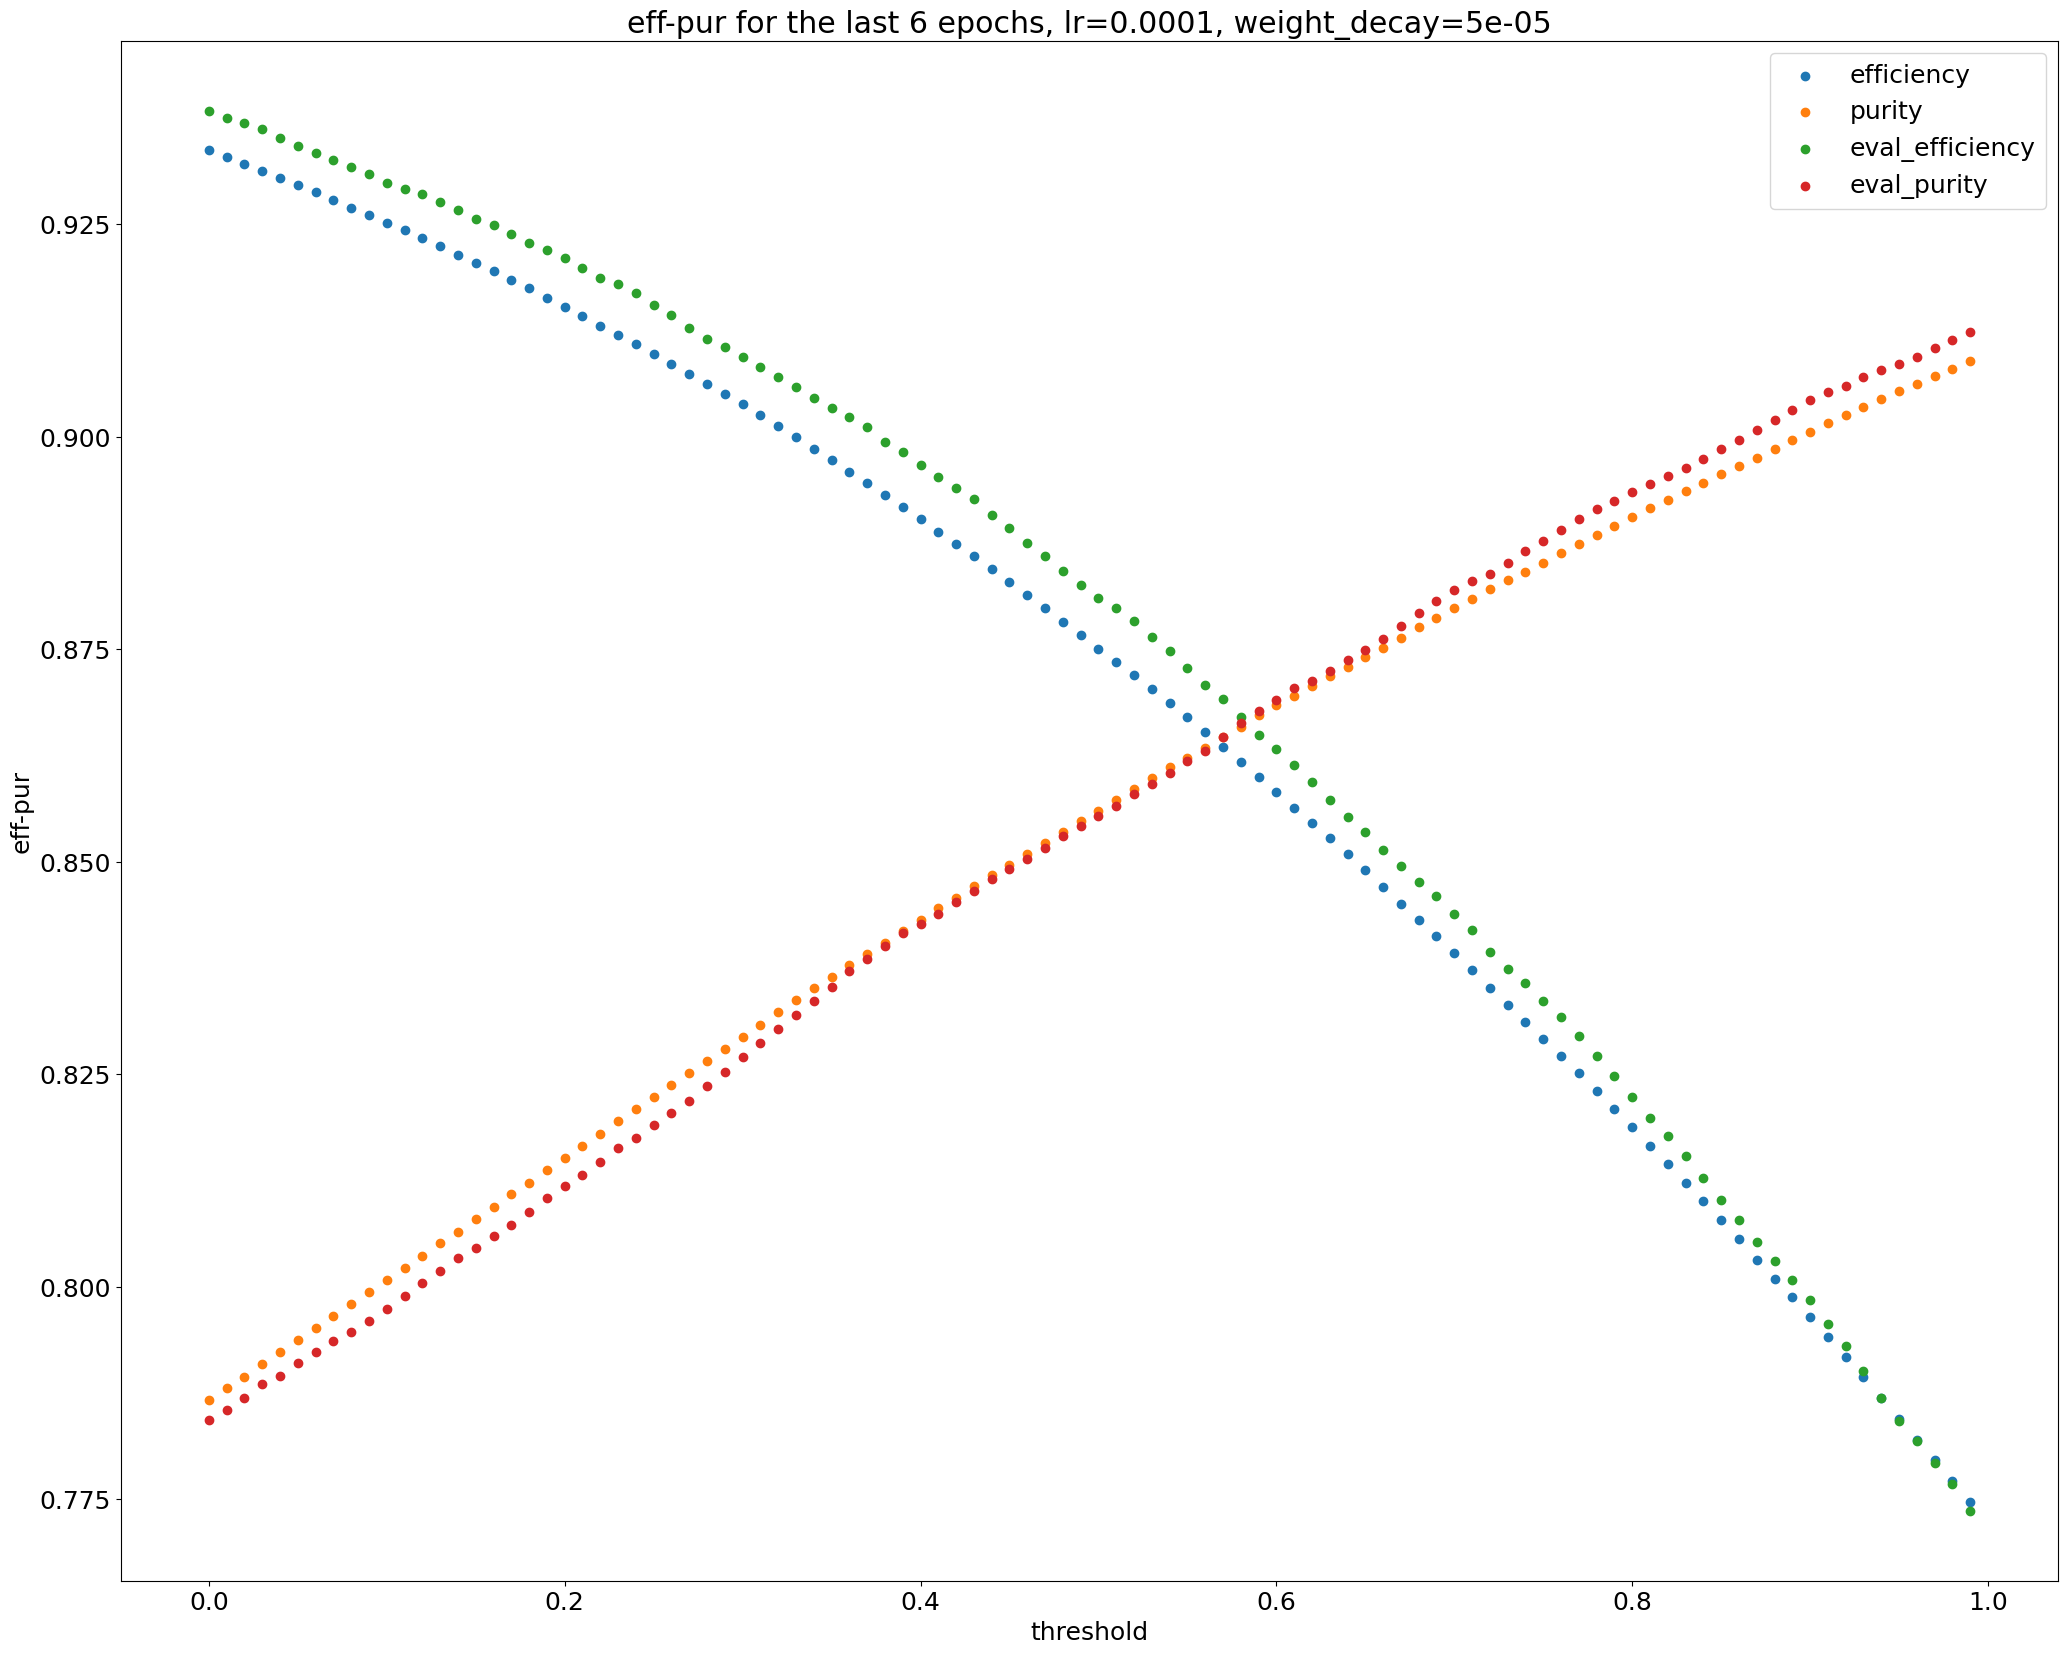 eff-pur for the last 6 epochs, lr=0.0001, weight_decay=5e-05
efficiency
purity
eval_efficiency
eval_purity
0.925
0.900
0.875
0.850
0.825
0.800
0.775
eff-pur
0.0 0.2 0.4 0.6 0.8 1.0
threshold